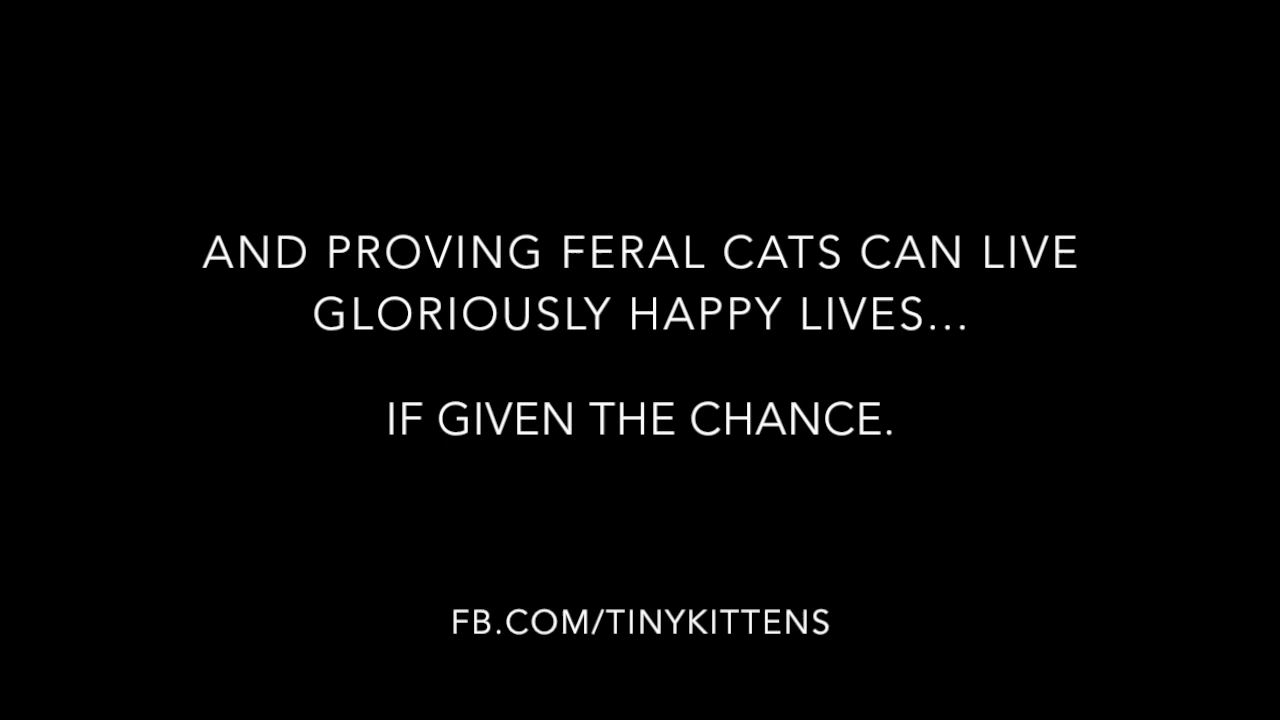 AND PROVING FERAL CATS CAN LIVE
GLORIOUSLY HAPPY LIVES...
IF GIVEN THE CHANCE.
FB.COM/TINYKITTENS